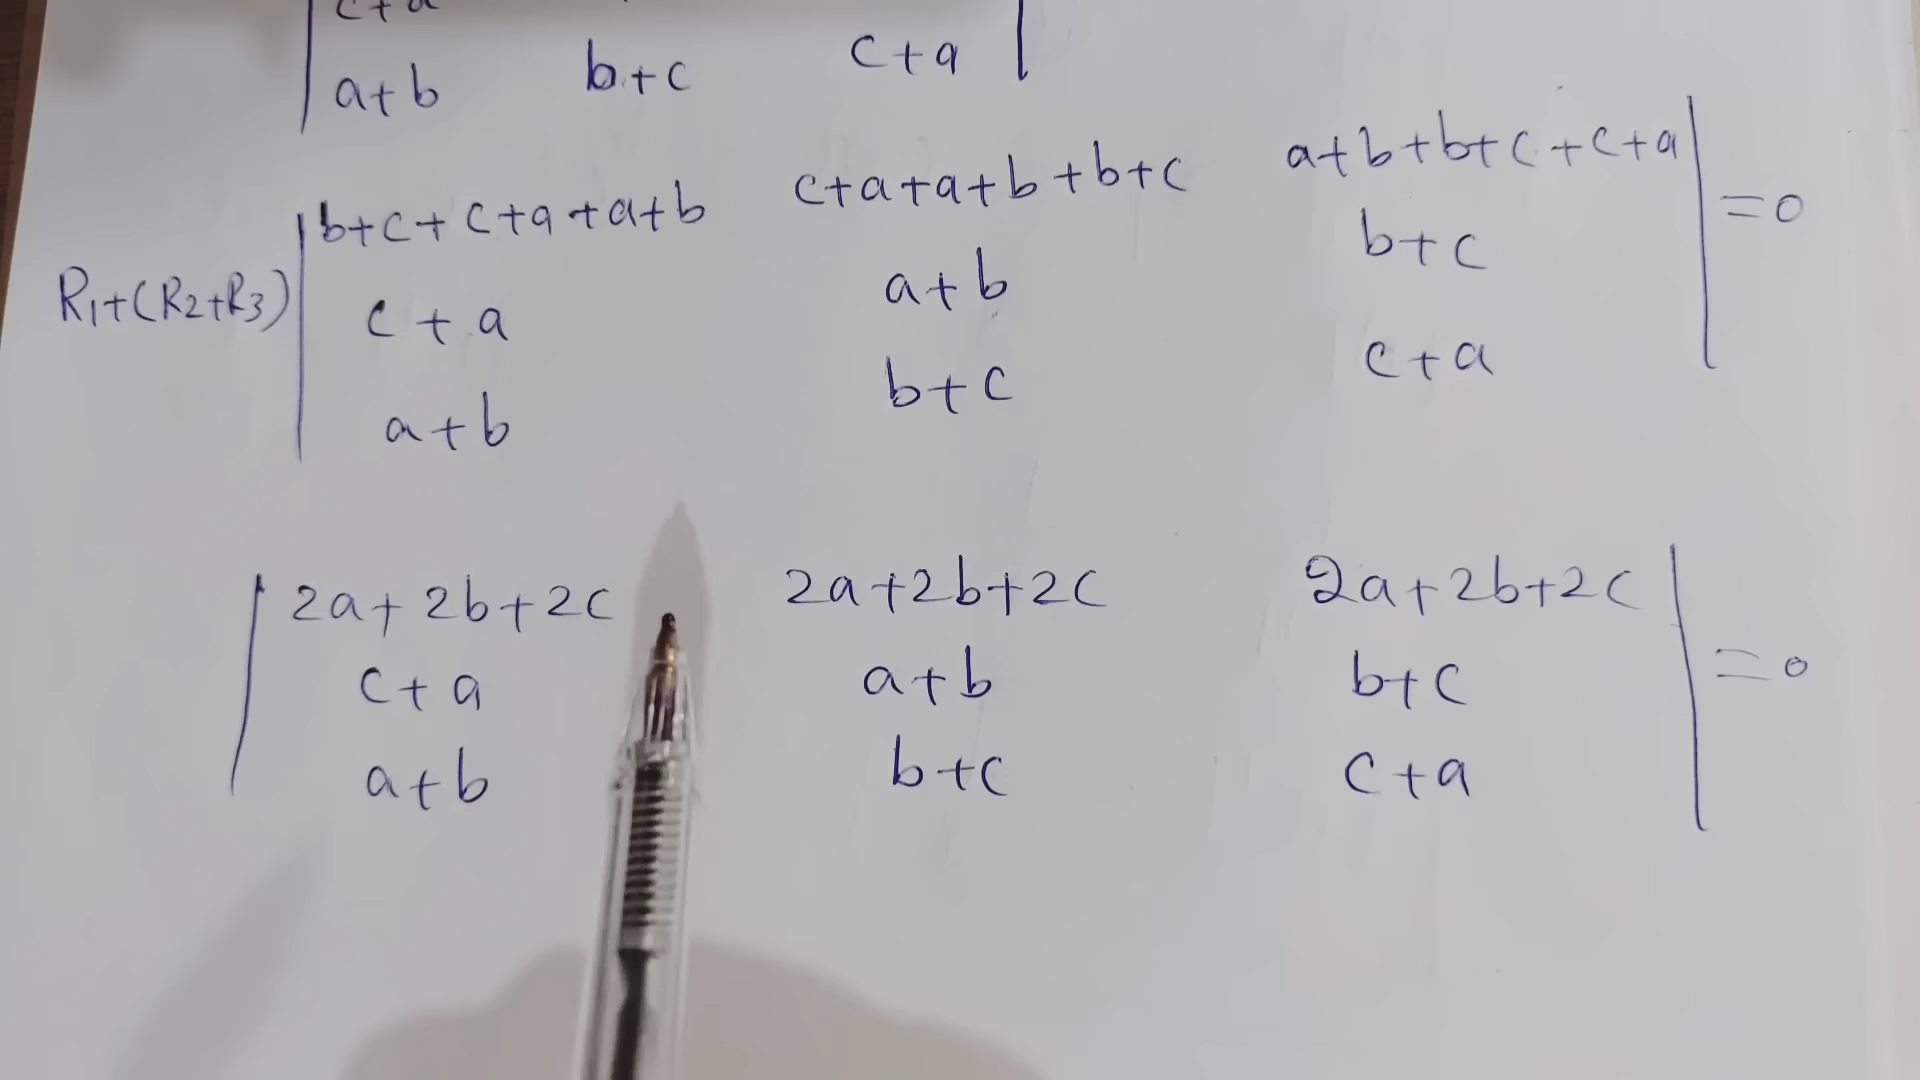 c+a
a+b b+c c+a
b+c+c+a+a+b c+a+a+b+b+c a+b+b+c+c+a
R1+(R2+R3) c+a a+b b+c =0
a+b b+c c+a
2a+2b+2c 2a+2b+2c 2a+2b+2c
c+a a+b b+c =0
a+b b+c c+a